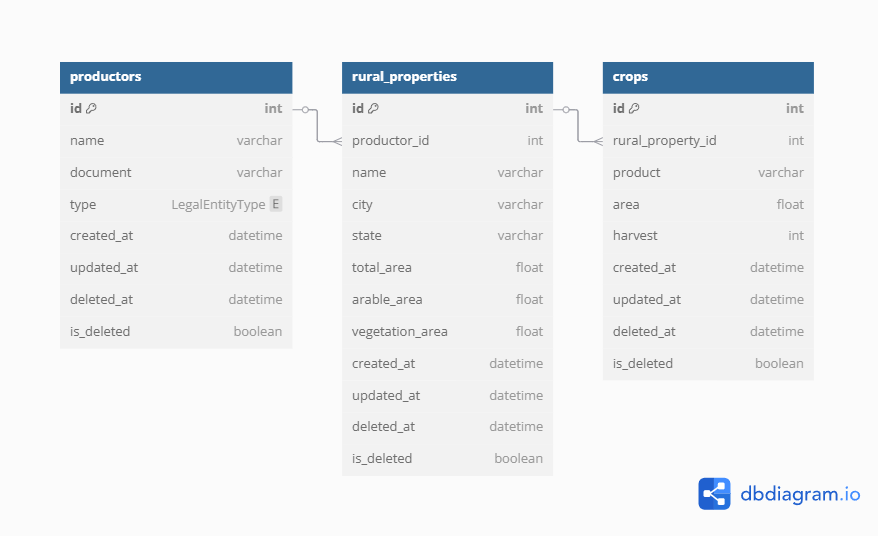 productors
id int
name varchar
document varchar
type LegalEntityType E
created_at datetime
updated_at datetime
deleted_at datetime
is_deleted boolean
rural_properties
id int
productor_id int
name varchar
city varchar
state varchar
total_area float
arable_area float
vegetation_area float
created_at datetime
updated_at datetime
deleted_at datetime
is_deleted boolean
crops
id int
rural_property_id int
product varchar
area float
harvest int
created_at datetime
updated_at datetime
deleted_at datetime
is_deleted boolean
dbdiagram.io